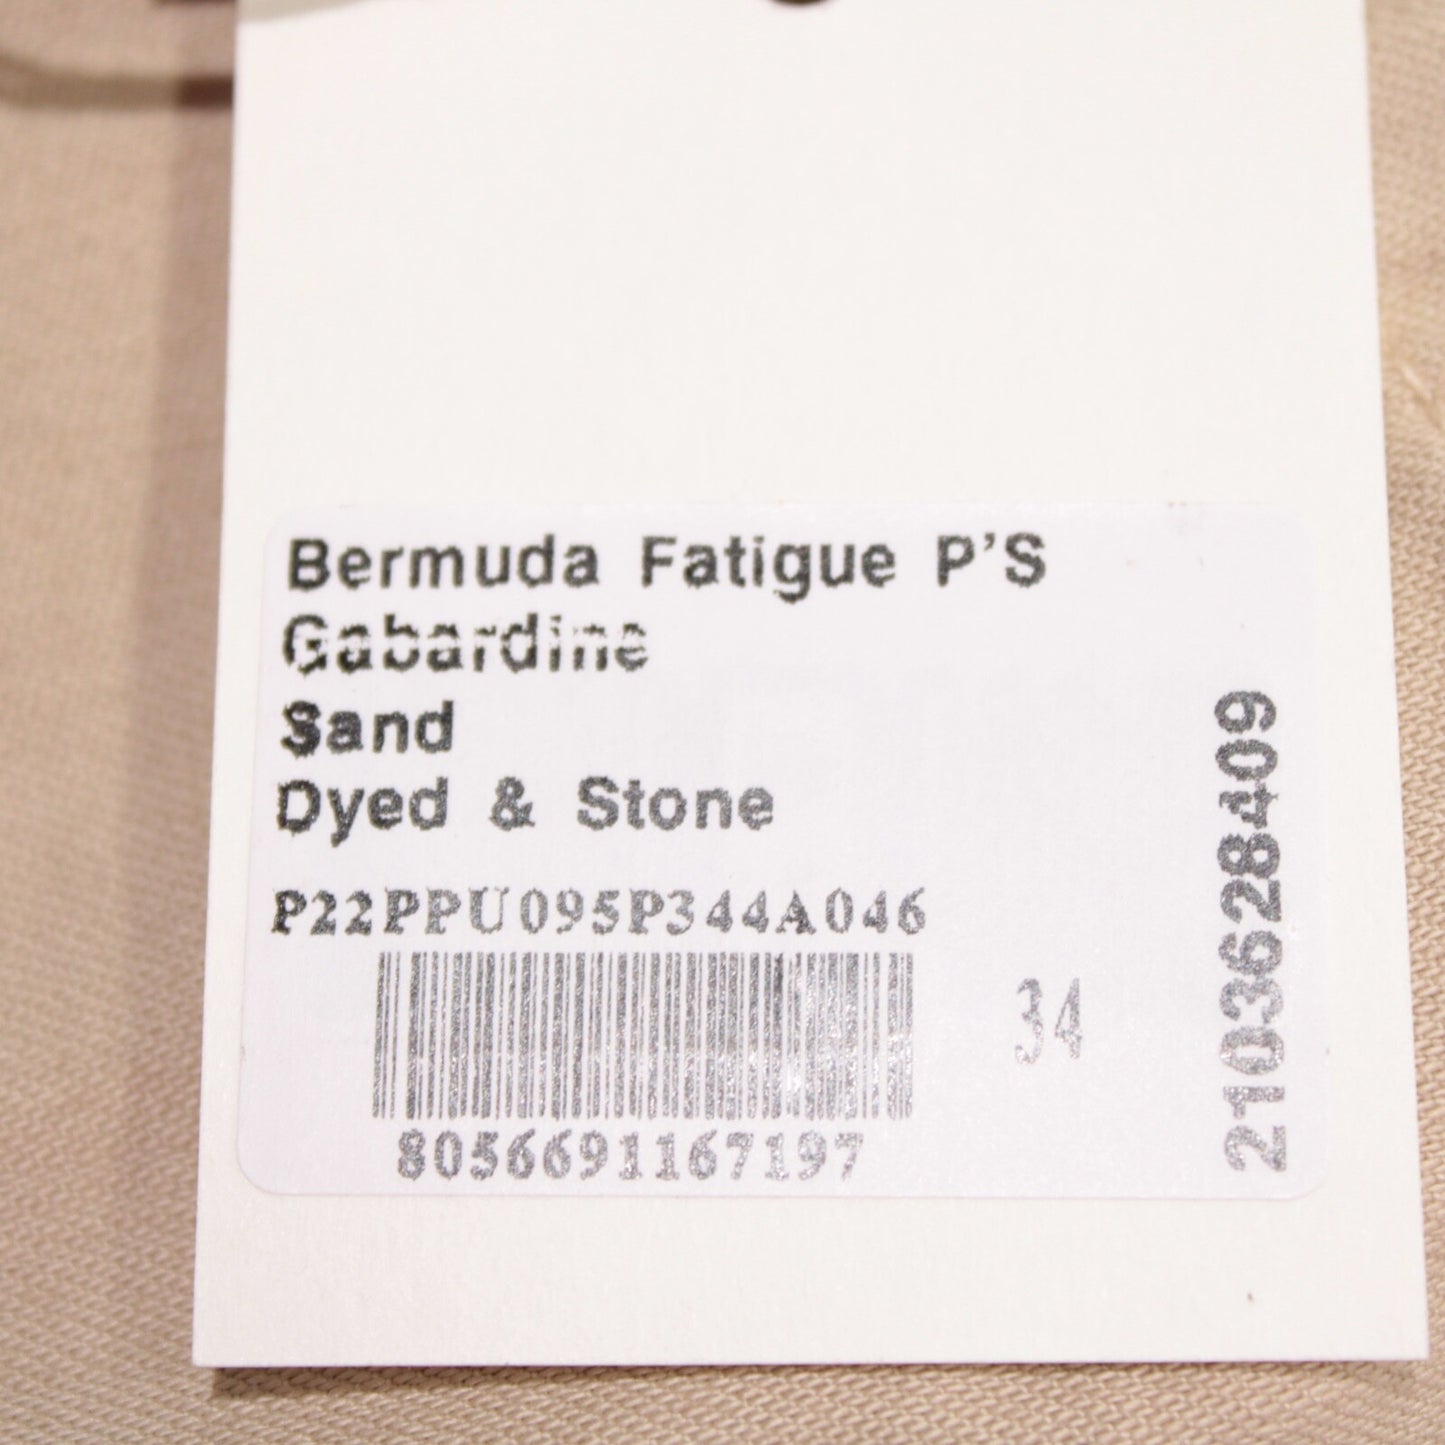 Bermuda Fatigue P'S
Gabardine
Sand
Dyed & Stone
P22PPU095P344A046
34
8056691167197
2103628409